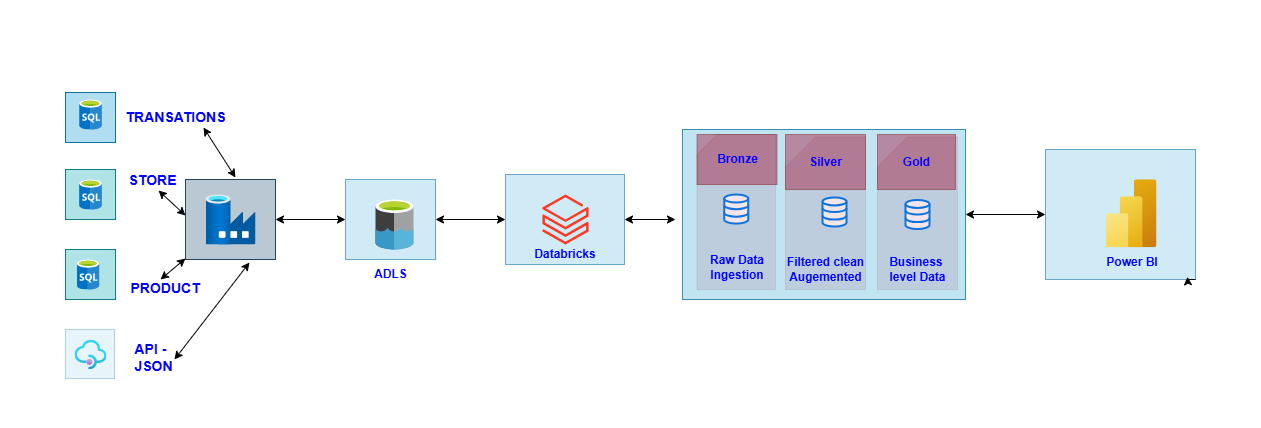 SQL
TRANSATIONS
SQL
STORE
SQL
PRODUCT
API -
JSON
ADLS
Databricks
Bronze
Raw Data
Ingestion
Silver
Filtered clean
Augemented
Gold
Business
level Data
Power BI